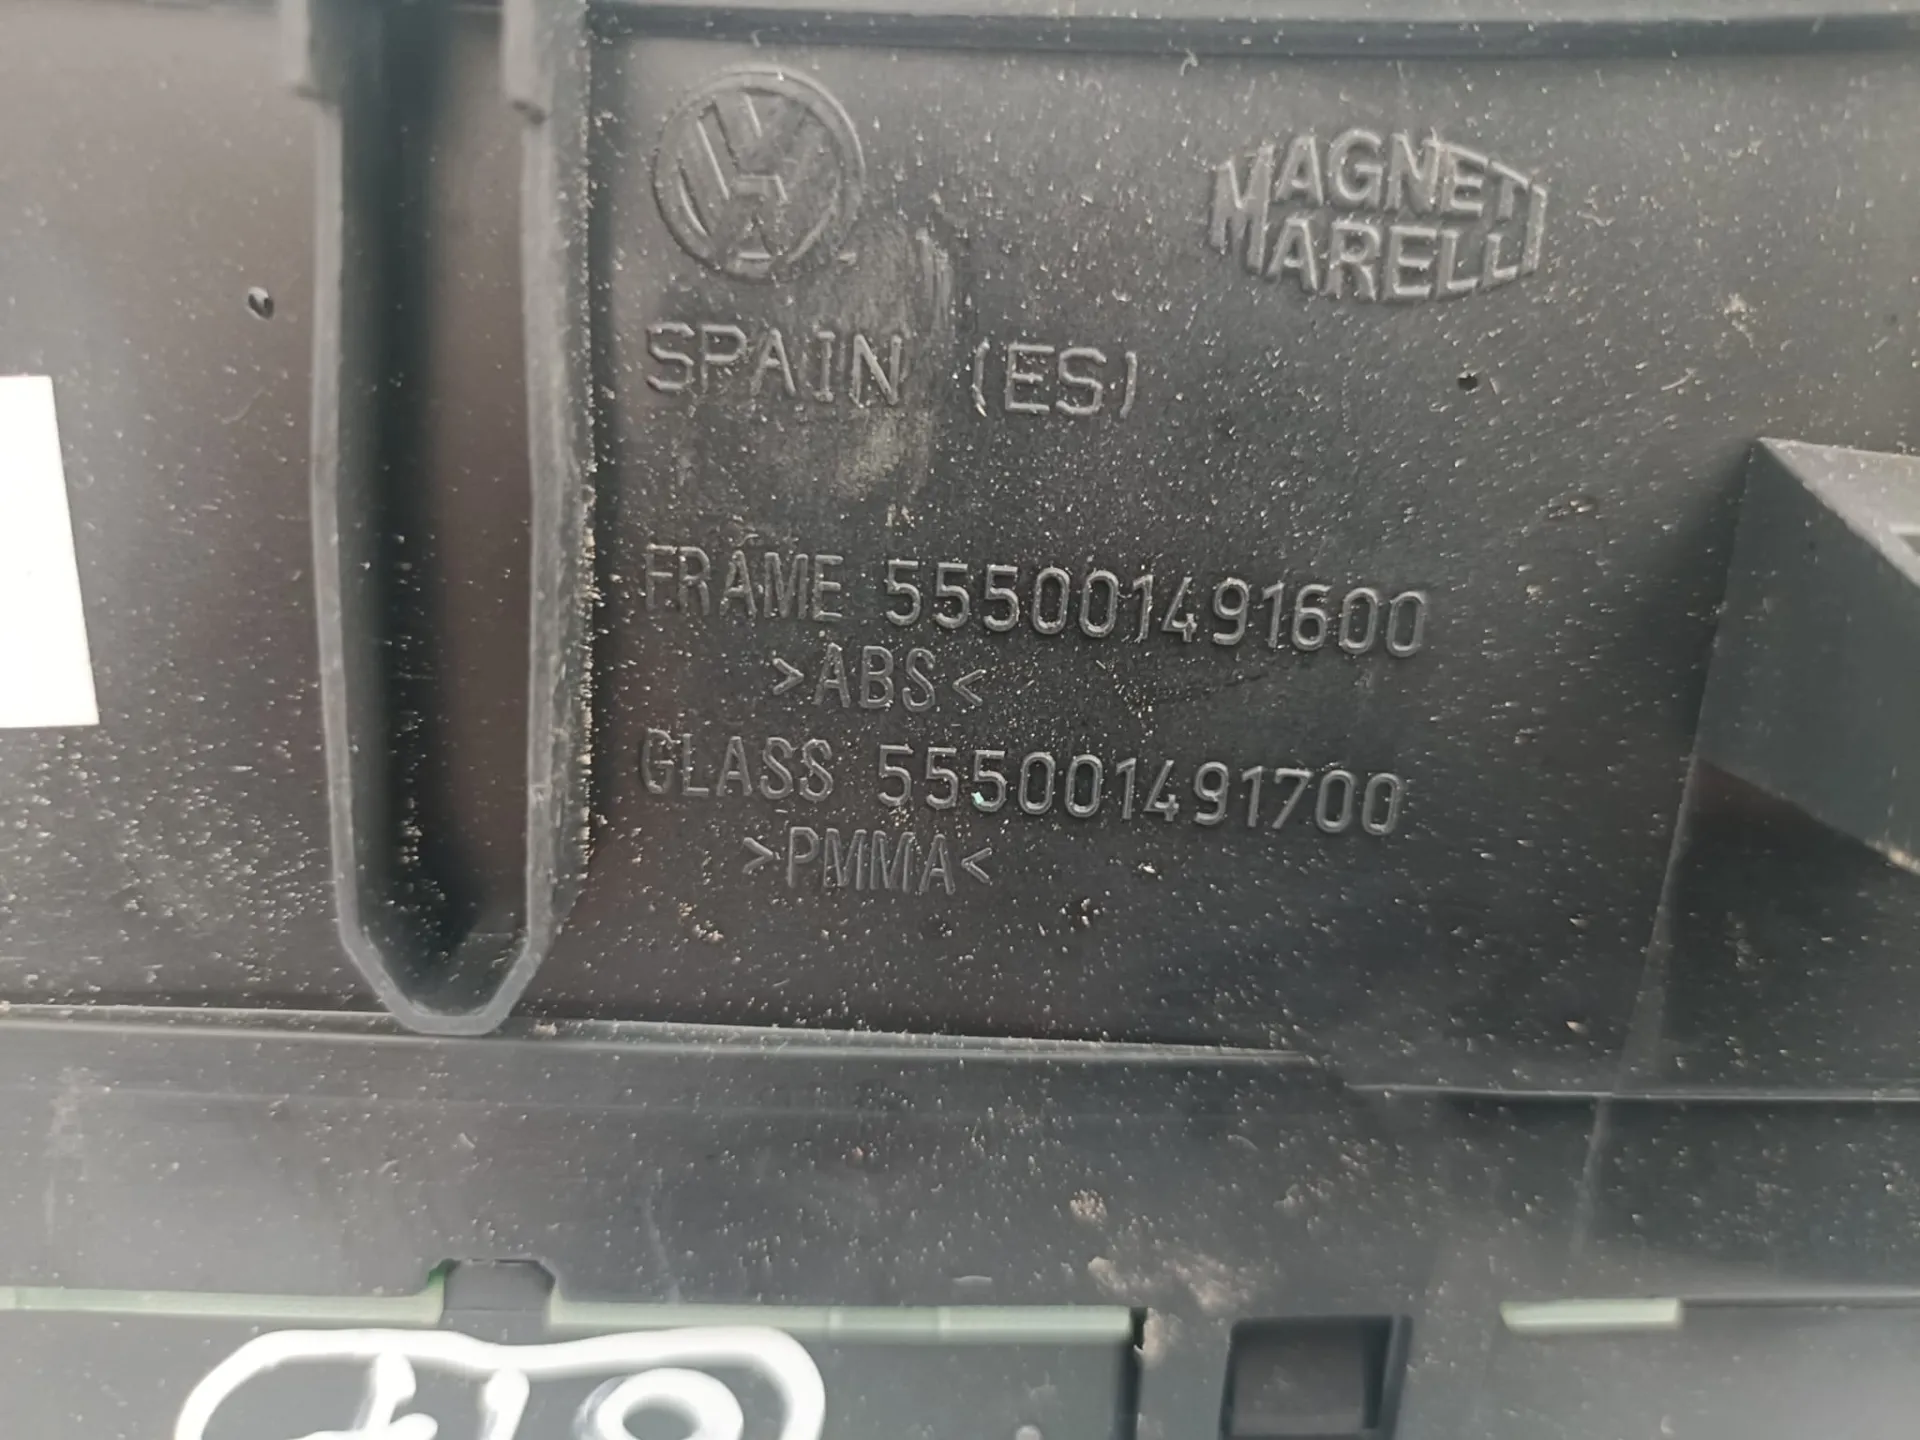 MAGNETI
MARELLI
SPAIN (ES)
FRAME 555001491600
>ABS<
GLASS 555001491700
>PMMA<